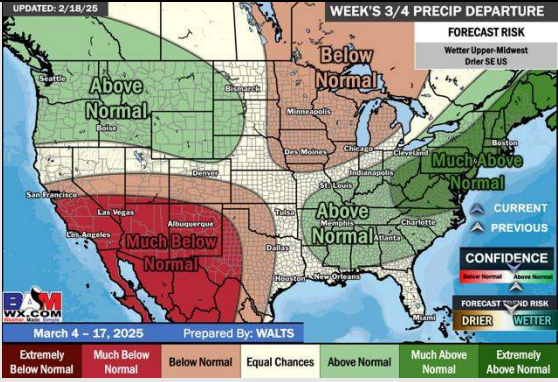 UPDATED: 2/18/25
WEEK'S 3/4 PRECIP DEPARTURE
FORECAST RISK
Wetter Upper-Midwest
Drier SE US
Below
Normal
Seattle
Above
Normal
Bismarck
Minneapolis
Boise
Boston
Des Moines
Chicago
Cleveland
Much Above
Normal
Denver
Indianapolis
St. Louis
San Francisco
Las Vegas
Tulsa
Above
Normal
Memphis
Charlotte
CURRENT
PREVIOUS
Los Angeles
Albuquerque
Much Below
Normal
Atlanta
Dallas
CONFIDENCE
Below Normal
Above Normal
Houston
New Orleans
BAM
WX.COM
Weather. Made. Simple.
Miami
FORECAST TREND RISK
DRIER
WETTER
March 4 – 17, 2025
Prepared By: WALTS
Extremely
Below Normal
Much Below
Normal
Below Normal
Equal Chances
Above Normal
Much Above
Normal
Extremely
Above Normal